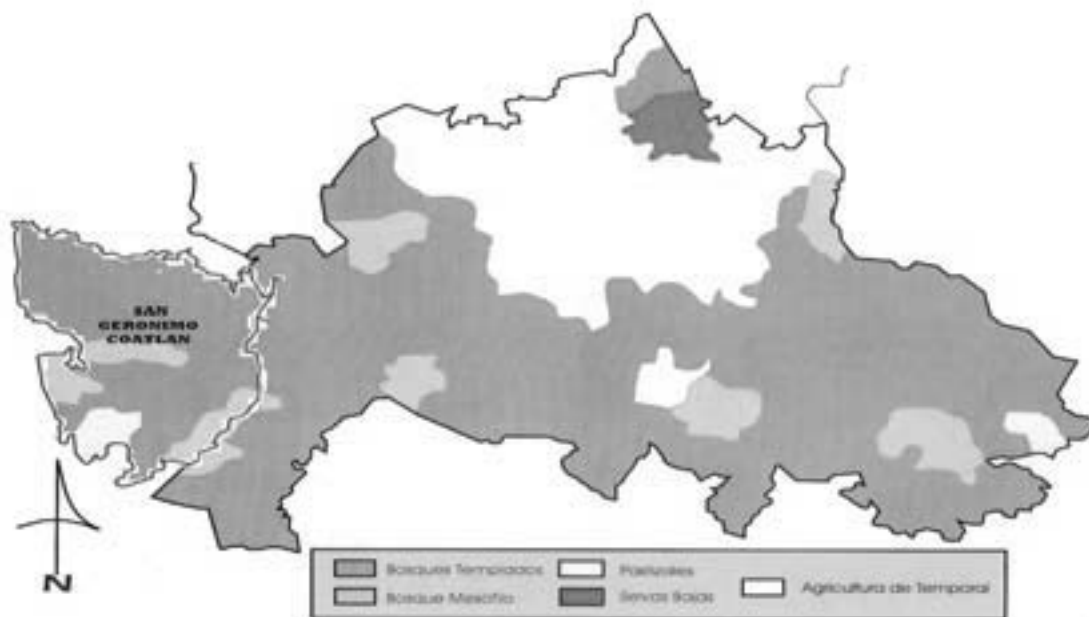 SAN
GERONIMO
COATLAN
N
Bosques Templados
Bosque Mesofilo
Pastizales
Selvas Bajas
Agricultura de Temporal